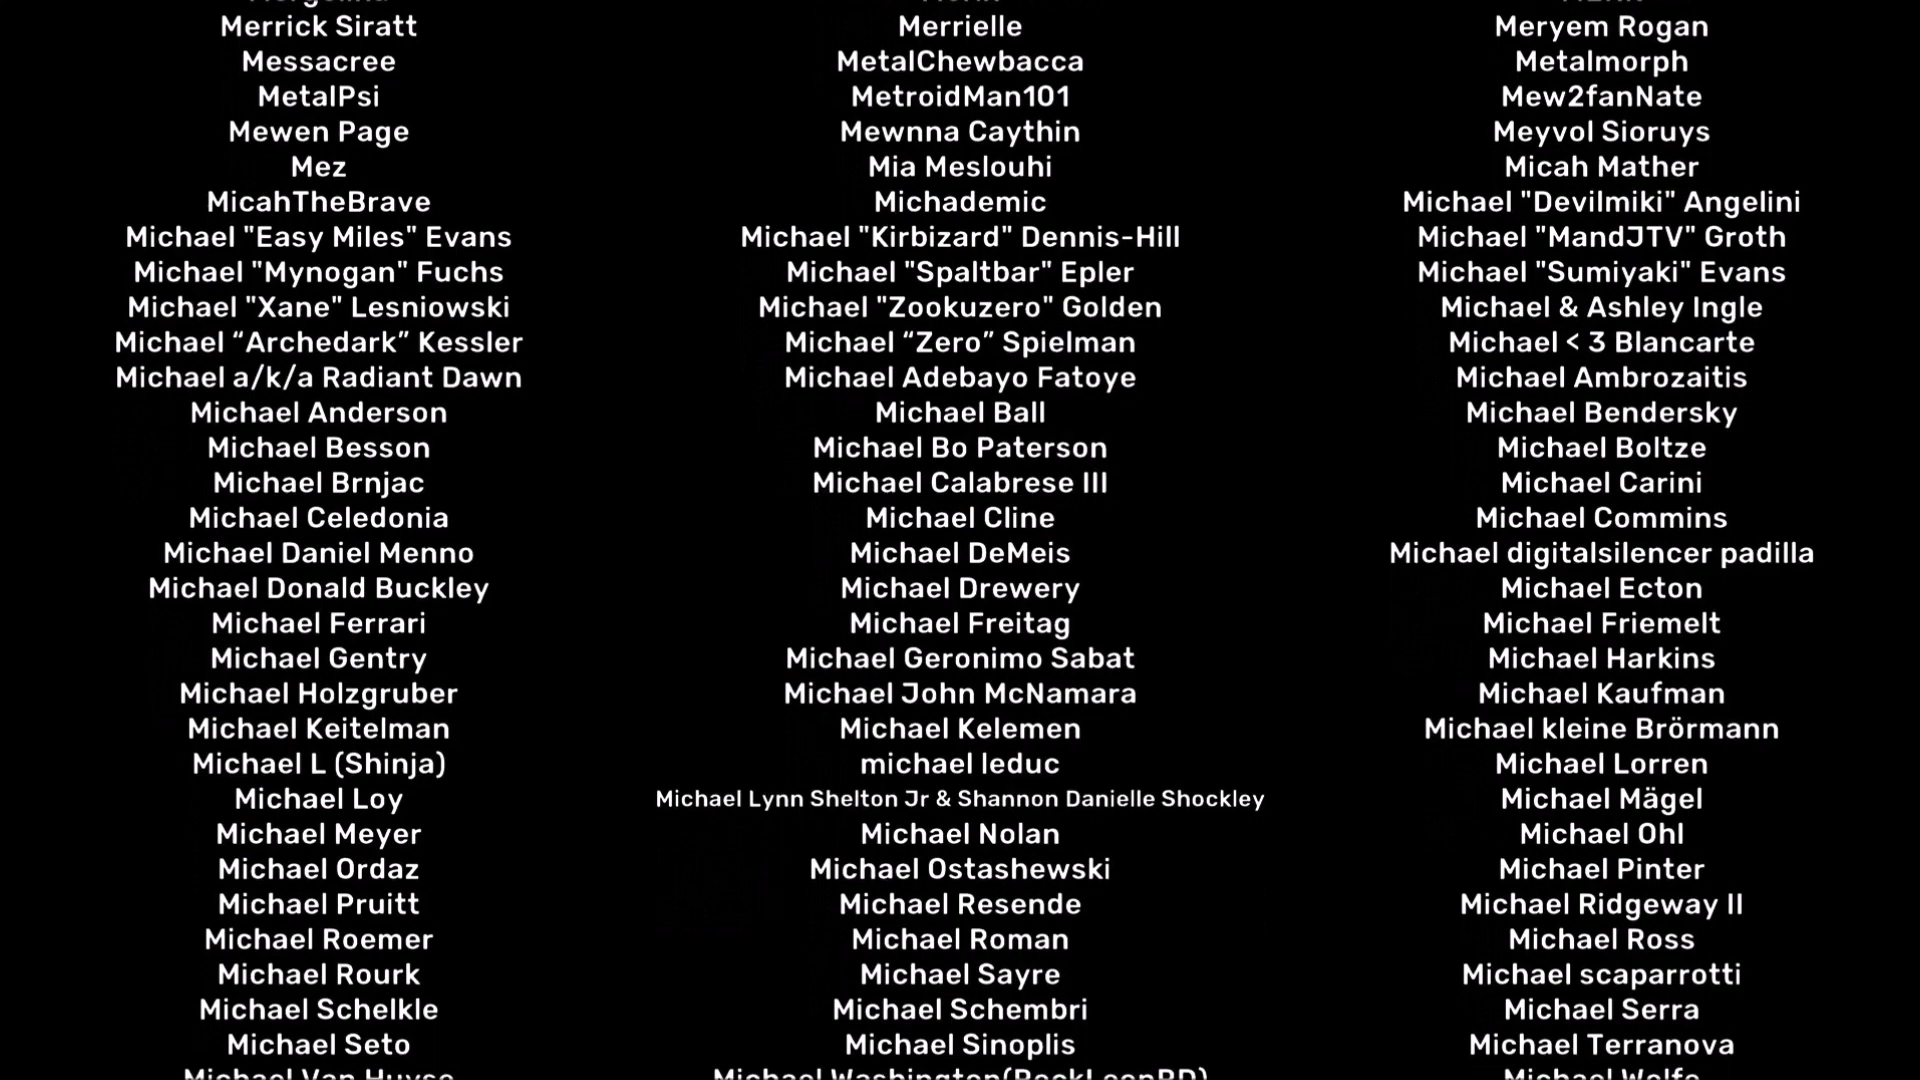 Merrick Siratt
Merrielle
Meryem Rogan
Messacree
MetalChewbacca
Metalmorph
MetalPsi
MetroidMan101
Mew2fanNate
Mewen Page
Mewnna Caythin
Meyvol Sioruys
Mez
Mia Meslouhi
Micah Mather
MicahTheBrave
Michademic
Michael "Devilmiki" Angelini
Michael "Easy Miles" Evans
Michael "Kirbizard" Dennis-Hill
Michael "MandJTV" Groth
Michael "Mynogan" Fuchs
Michael "Spaltbar" Epler
Michael "Sumiyaki" Evans
Michael "Xane" Lesniowski
Michael "Zookuzero" Golden
Michael & Ashley Ingle
Michael “Archedark” Kessler
Michael “Zero” Spielman
Michael < 3 Blancarte
Michael a/k/a Radiant Dawn
Michael Adebayo Fatoye
Michael Ambrozaitis
Michael Anderson
Michael Ball
Michael Bendersky
Michael Besson
Michael Bo Paterson
Michael Boltze
Michael Brnjac
Michael Calabrese III
Michael Carini
Michael Celedonia
Michael Cline
Michael Commins
Michael Daniel Menno
Michael DeMeis
Michael digitalsilencer padilla
Michael Donald Buckley
Michael Drewery
Michael Ecton
Michael Ferrari
Michael Freitag
Michael Friemelt
Michael Gentry
Michael Geronimo Sabat
Michael Harkins
Michael Holzgruber
Michael John McNamara
Michael Kaufman
Michael Keitelman
Michael Kelemen
Michael kleine Brörmann
Michael L (Shinja)
michael leduc
Michael Lorren
Michael Loy
Michael Lynn Shelton Jr & Shannon Danielle Shockley
Michael Mägel
Michael Meyer
Michael Nolan
Michael Ohl
Michael Ordaz
Michael Ostashewski
Michael Pinter
Michael Pruitt
Michael Resende
Michael Ridgeway II
Michael Roemer
Michael Roman
Michael Ross
Michael Rourk
Michael Sayre
Michael scaparrotti
Michael Schelkle
Michael Schembri
Michael Serra
Michael Seto
Michael Sinoplis
Michael Terranova
Michael Van Huyse
Michael Washington
Michael